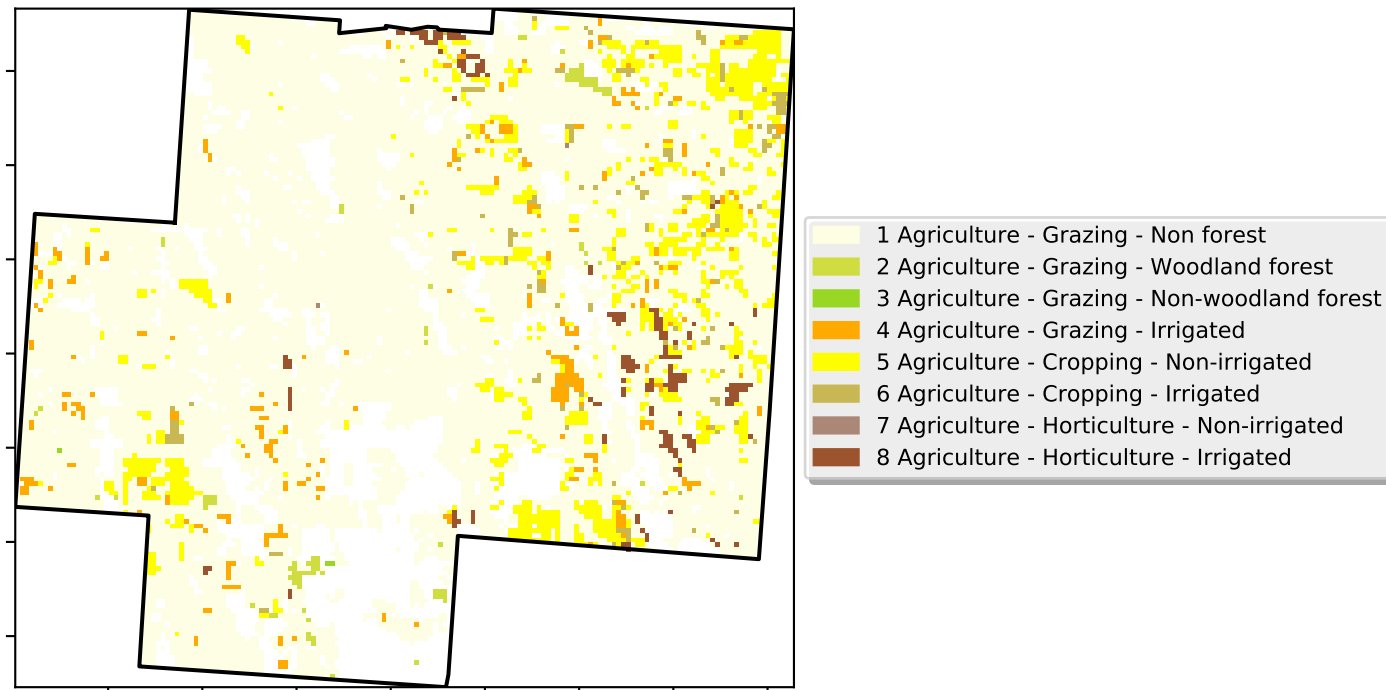 1 Agriculture - Grazing - Non forest
2 Agriculture - Grazing - Woodland forest
3 Agriculture - Grazing - Non-woodland forest
4 Agriculture - Grazing - Irrigated
5 Agriculture - Cropping - Non-irrigated
6 Agriculture - Cropping - Irrigated
7 Agriculture - Horticulture - Non-irrigated
8 Agriculture - Horticulture - Irrigated